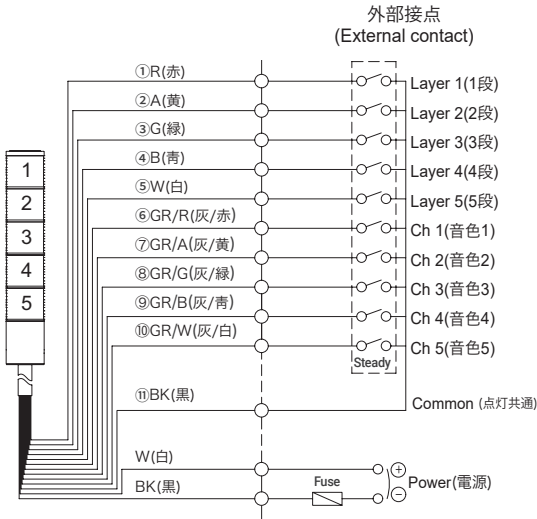 外部接点
(External contact)
①R(赤)
Layer 1(1段)
②A(黄)
Layer 2(2段)
③G(緑)
Layer 3(3段)
④B(靑)
Layer 4(4段)
⑤W(白)
Layer 5(5段)
⑥GR/R(灰/赤)
Ch 1(音色1)
⑦GR/A(灰/黄)
Ch 2(音色2)
⑧GR/G(灰/緑)
Ch 3(音色3)
⑨GR/B(灰/靑)
Ch 4(音色4)
⑩GR/W(灰/白)
Ch 5(音色5)
Steady
1
2
3
4
5
⑪BK(黒)
Common (点灯共通)
W(白)
BK(黒)
Fuse
+
−
Power(電源)